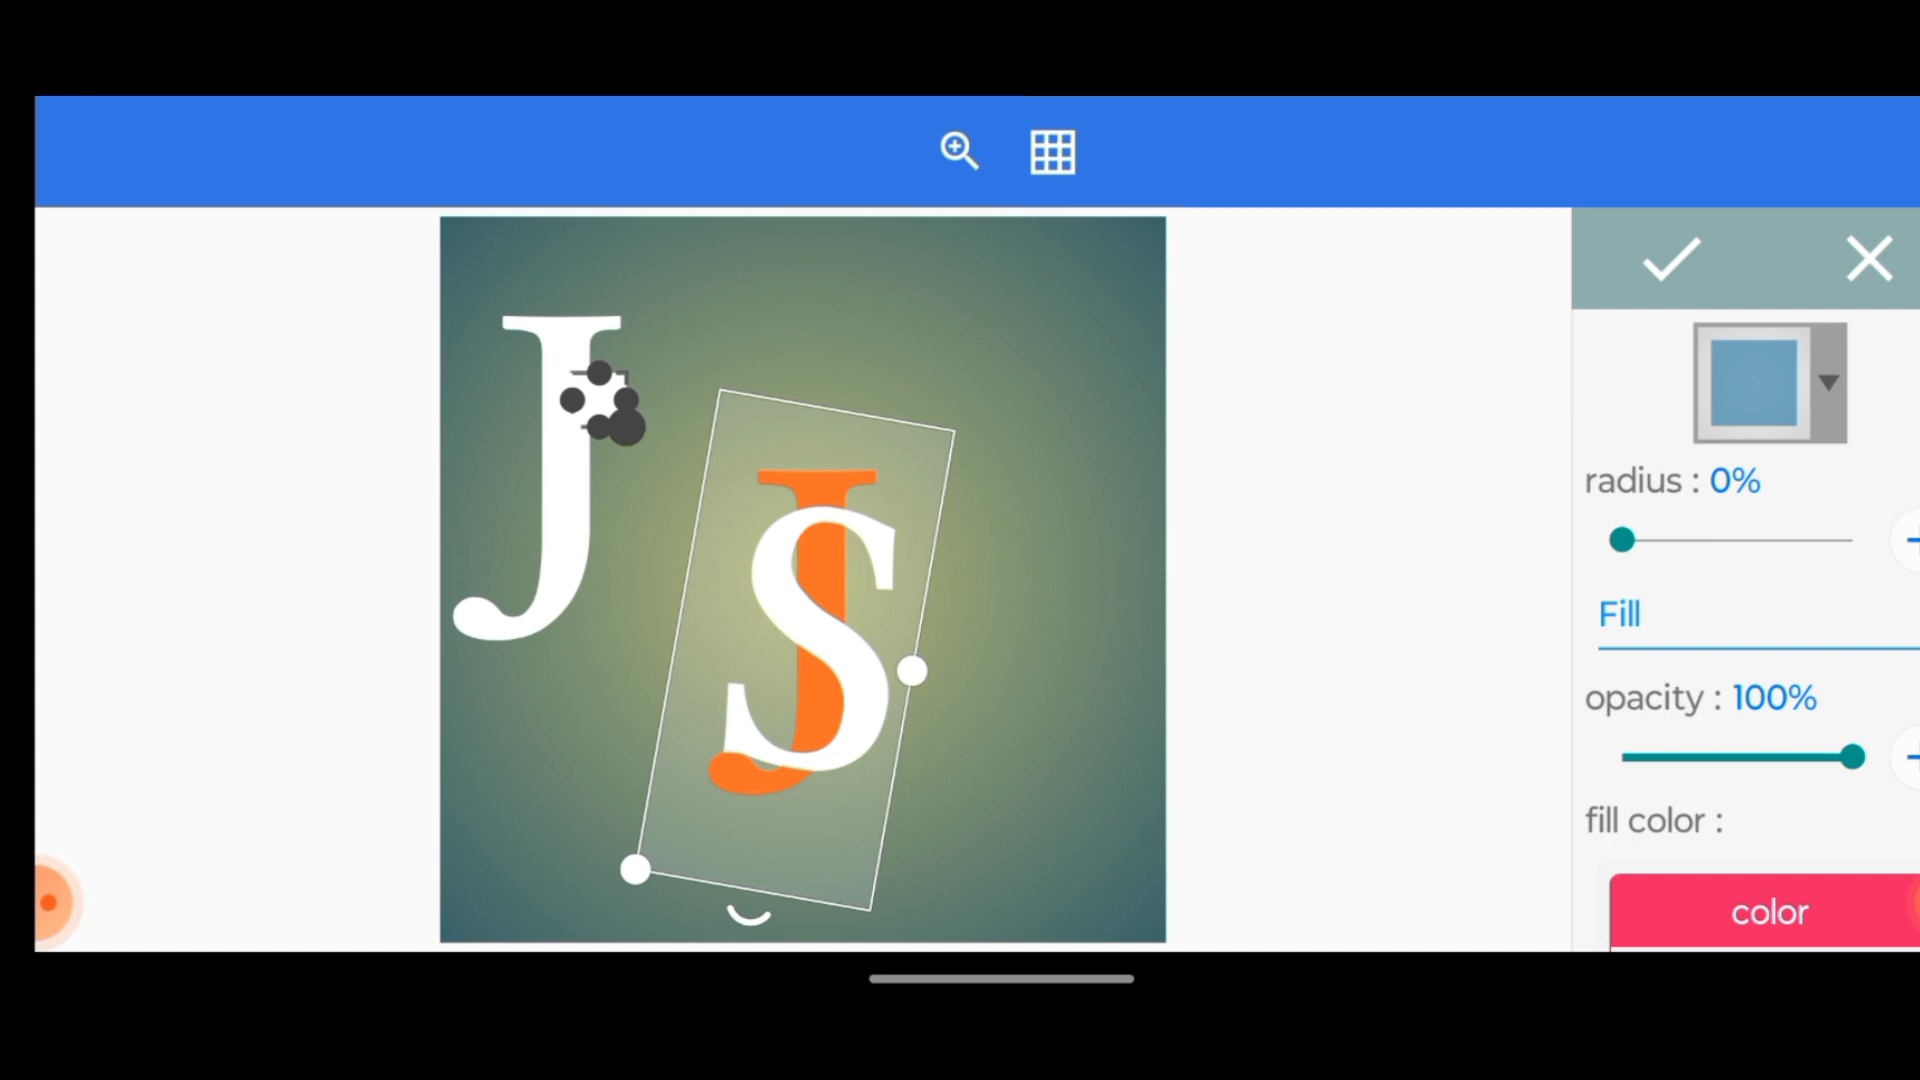 J
J
S
radius : 0%
Fill
opacity : 100%
fill color :
color